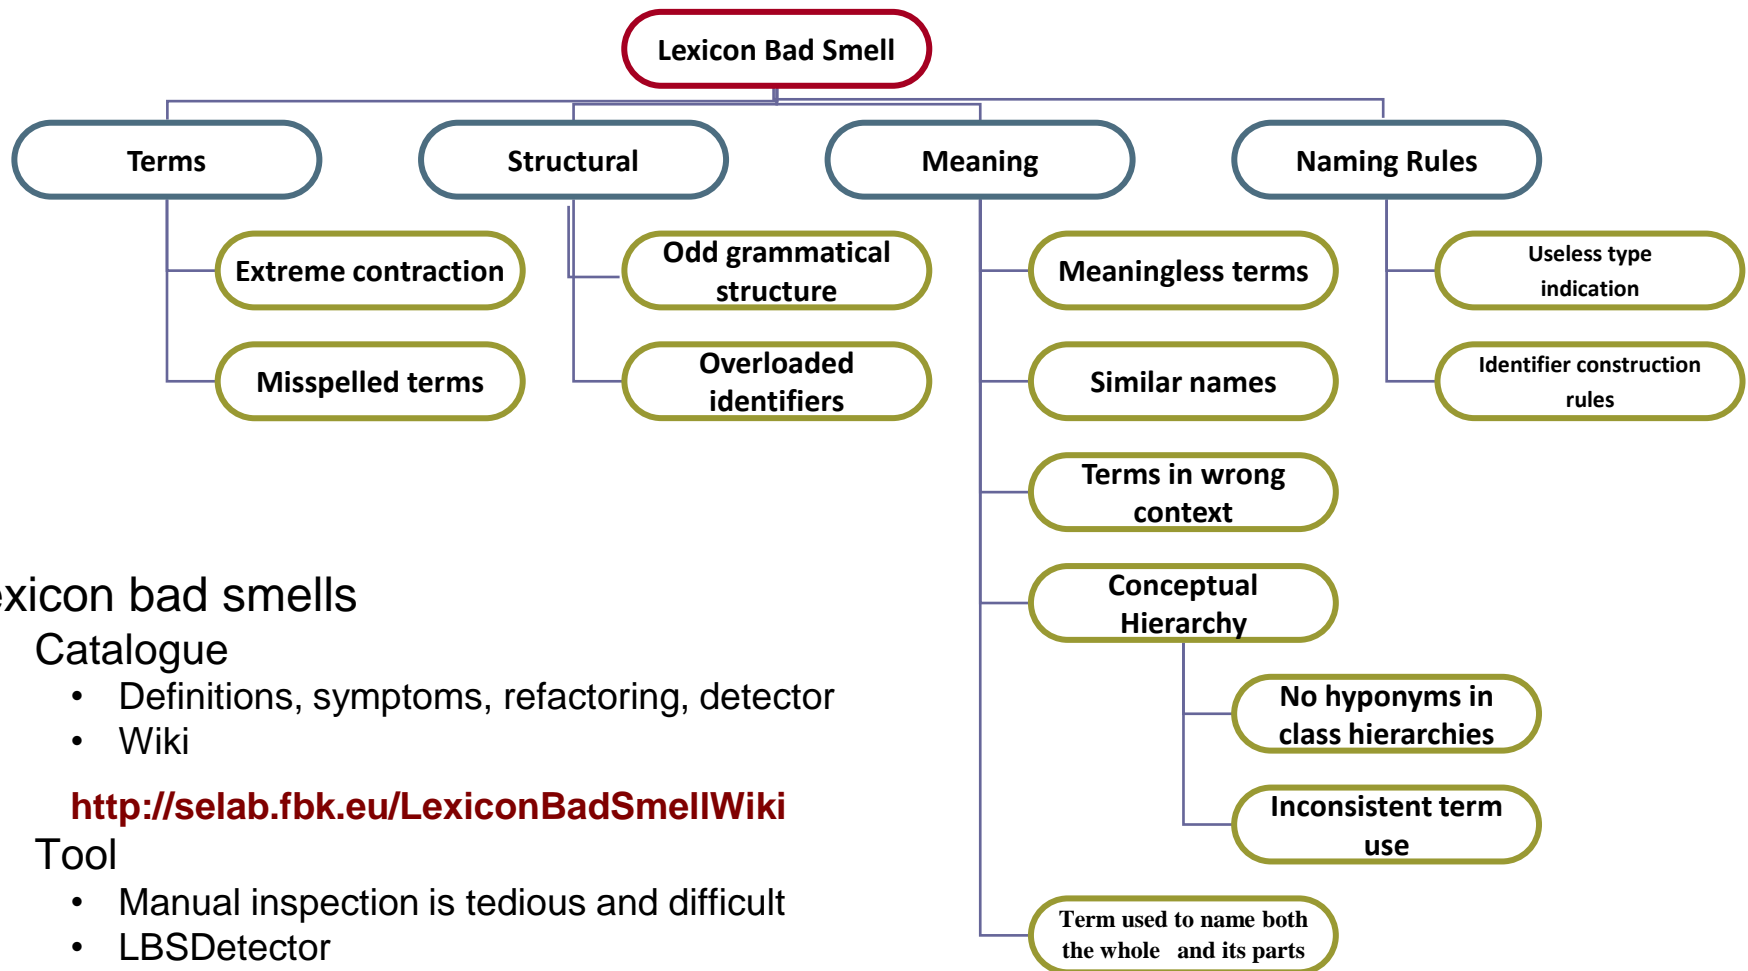 Lexicon Bad Smell
Terms
Structural
Meaning
Naming Rules
Extreme contraction
Misspelled terms
Odd grammatical
structure
Overloaded
identifiers
Meaningless terms
Similar names
Terms in wrong
context
Conceptual
Hierarchy
No hyponyms in
class hierarchies
Inconsistent term
use
Term used to name both
the whole and its parts
Useless type
indication
Identifier construction
rules
exicon bad smells
Catalogue
• Definitions, symptoms, refactoring, detector
• Wiki
http://selab.fbk.eu/LexiconBadSmellWiki
Tool
• Manual inspection is tedious and difficult
• LBSDetector